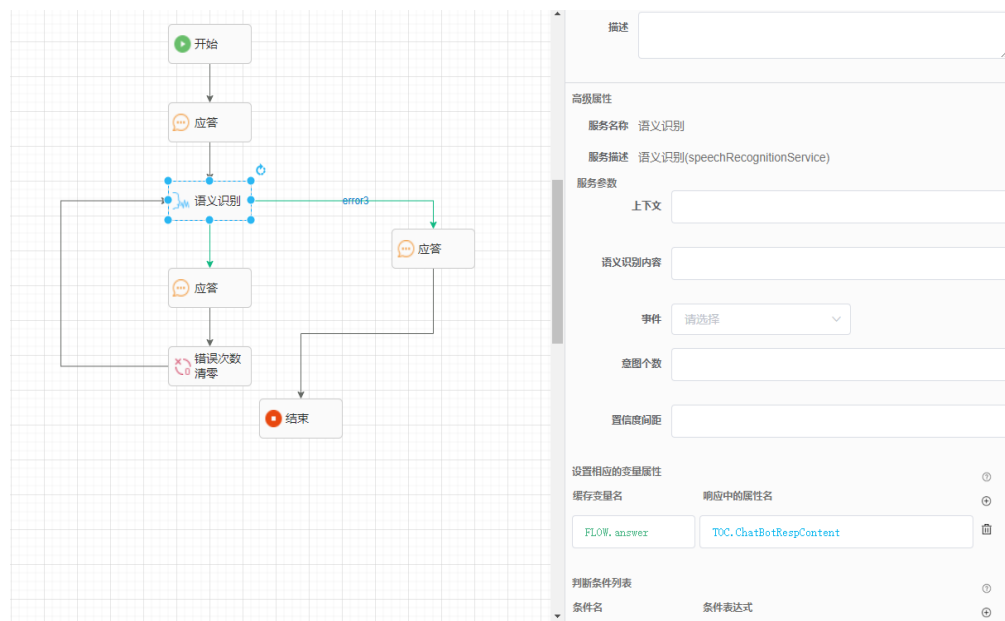 开始
应答
语义识别
error3
应答
应答
错误次数
清零
结束
描述
高级属性
服务名称 语义识别
服务描述 语义识别(speechRecognitionService)
服务参数
上下文
语义识别内容
事件 请选择
意图个数
置信度间距
设置相应的变量属性
缓存变量名 响应中的属性名
FLOW.answer TOC.ChatBotRespContent
判断条件列表
条件名 条件表达式